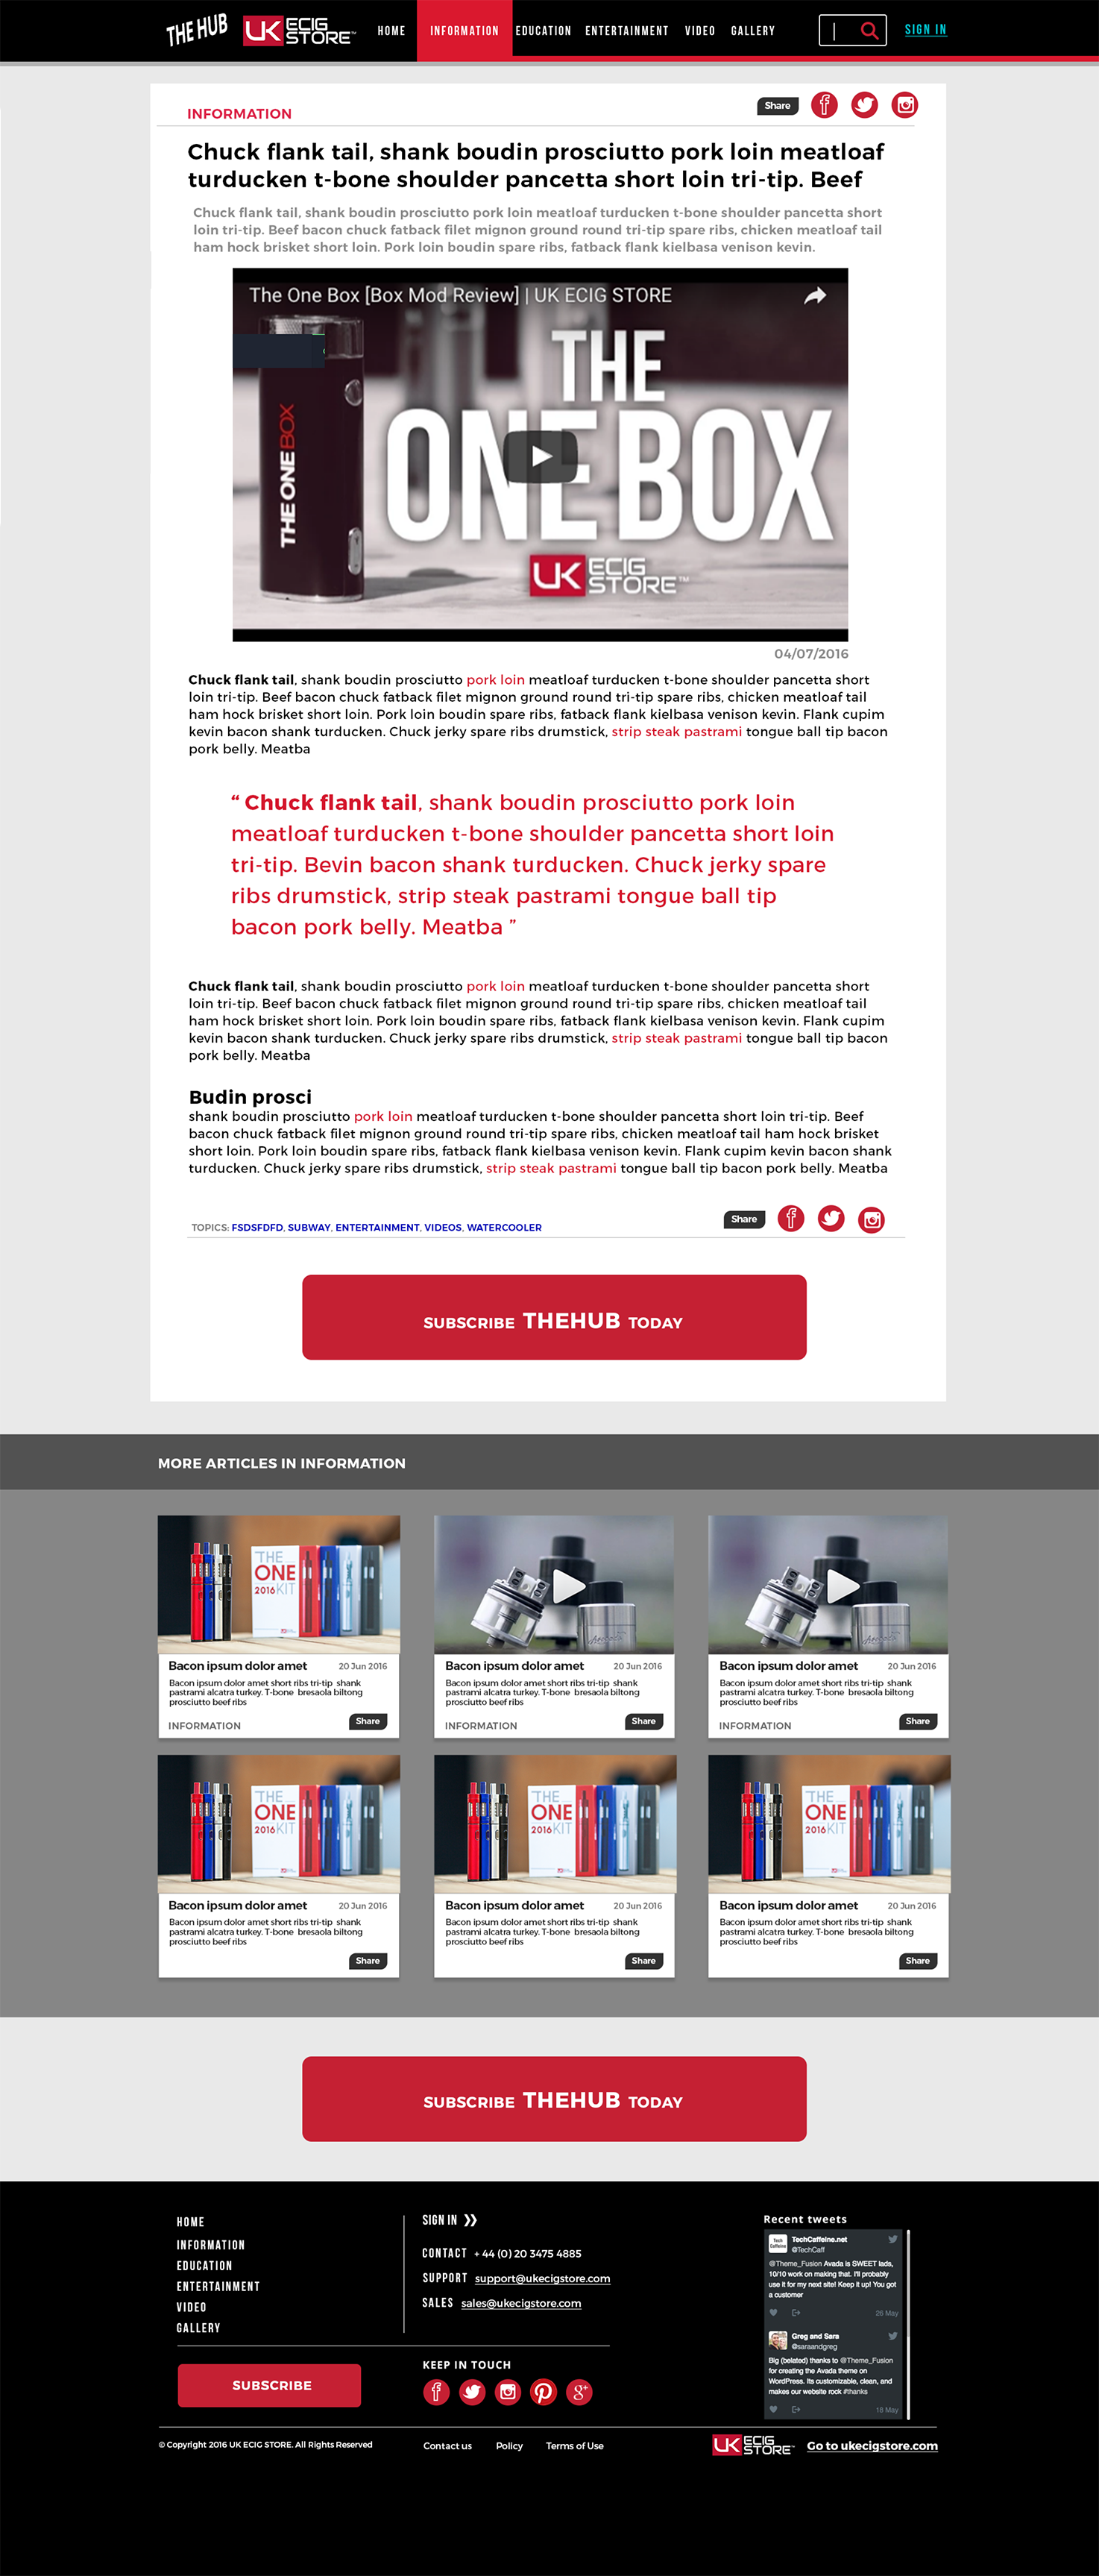 THE HUB
UK ECIG STORE™
HOME INFORMATION EDUCATION ENTERTAINMENT VIDEO GALLERY
SIGN IN
INFORMATION
Share
Chuck flank tail, shank boudin prosciutto pork loin meatloaf
turducken t-bone shoulder pancetta short loin tri-tip. Beef
Chuck flank tail, shank boudin prosciutto pork loin meatloaf turducken t-bone shoulder pancetta short
loin tri-tip. Beef bacon chuck fatback filet mignon ground round tri-tip spare ribs, chicken meatloaf tail
ham hock brisket short loin. Pork loin boudin spare ribs, fatback flank kielbasa venison kevin.
The One Box [Box Mod Review] | UK ECIG STORE
THE
ONE BOX
THE ONE BOX
UK ECIG STORE™
04/07/2016
Chuck flank tail, shank boudin prosciutto pork loin meatloaf turducken t-bone shoulder pancetta short
loin tri-tip. Beef bacon chuck fatback filet mignon ground round tri-tip spare ribs, chicken meatloaf tail
ham hock brisket short loin. Pork loin boudin spare ribs, fatback flank kielbasa venison kevin. Flank cupim
kevin bacon shank turducken. Chuck jerky spare ribs drumstick, strip steak pastrami tongue ball tip bacon
pork belly. Meatba
“ Chuck flank tail, shank boudin prosciutto pork loin
meatloaf turducken t-bone shoulder pancetta short loin
tri-tip. Bevin bacon shank turducken. Chuck jerky spare
ribs drumstick, strip steak pastrami tongue ball tip
bacon pork belly. Meatba ”
Chuck flank tail, shank boudin prosciutto pork loin meatloaf turducken t-bone shoulder pancetta short
loin tri-tip. Beef bacon chuck fatback filet mignon ground round tri-tip spare ribs, chicken meatloaf tail
ham hock brisket short loin. Pork loin boudin spare ribs, fatback flank kielbasa venison kevin. Flank cupim
kevin bacon shank turducken. Chuck jerky spare ribs drumstick, strip steak pastrami tongue ball tip bacon
pork belly. Meatba
Budin prosci
shank boudin prosciutto pork loin meatloaf turducken t-bone shoulder pancetta short loin tri-tip. Beef
bacon chuck fatback filet mignon ground round tri-tip spare ribs, chicken meatloaf tail ham hock brisket
short loin. Pork loin boudin spare ribs, fatback flank kielbasa venison kevin. Flank cupim kevin bacon shank
turducken. Chuck jerky spare ribs drumstick, strip steak pastrami tongue ball tip bacon pork belly. Meatba
TOPICS: FSDSFDFD, SUBWAY, ENTERTAINMENT, VIDEOS, WATERCOOLER
Share
SUBSCRIBE THEHUB TODAY
MORE ARTICLES IN INFORMATION
THE
ONE
2016 KIT
Bacon ipsum dolor amet 20 Jun 2016
Bacon ipsum dolor amet short ribs tri-tip shank
pastrami alcatra turkey. T-bone bresaola biltong
prosciutto beef ribs
INFORMATION
Share
Bacon ipsum dolor amet 20 Jun 2016
Bacon ipsum dolor amet short ribs tri-tip shank
pastrami alcatra turkey. T-bone bresaola biltong
prosciutto beef ribs
INFORMATION
Share
Bacon ipsum dolor amet 20 Jun 2016
Bacon ipsum dolor amet short ribs tri-tip shank
pastrami alcatra turkey. T-bone bresaola biltong
prosciutto beef ribs
INFORMATION
Share
THE
ONE
2016 KIT
Bacon ipsum dolor amet 20 Jun 2016
Bacon ipsum dolor amet short ribs tri-tip shank
pastrami alcatra turkey. T-bone bresaola biltong
prosciutto beef ribs
Share
THE
ONE
2016 KIT
Bacon ipsum dolor amet 20 Jun 2016
Bacon ipsum dolor amet short ribs tri-tip shank
pastrami alcatra turkey. T-bone bresaola biltong
prosciutto beef ribs
Share
THE
ONE
2016 KIT
Bacon ipsum dolor amet 20 Jun 2016
Bacon ipsum dolor amet short ribs tri-tip shank
pastrami alcatra turkey. T-bone bresaola biltong
prosciutto beef ribs
Share
SUBSCRIBE THEHUB TODAY
HOME
INFORMATION
EDUCATION
ENTERTAINMENT
VIDEO
GALLERY
SUBSCRIBE
SIGN IN
CONTACT + 44 (0) 20 3475 4885
SUPPORT support@ukecigstore.com
SALES sales@ukecigstore.com
KEEP IN TOUCH
Recent tweets
Tech
Caffeine
TechCaffeine.net
@TechCaff
@Theme_Fusion Avada is SWEET lads,
10/10 work on making that. I'll probably
use it for my next site! Keep it up! You got
a customer
26 May
Greg and Sara
@saraandgreg
Big (belated) thanks to @Theme_Fusion
for creating the Avada theme on
WordPress. Its customizable, clean, and
makes our website rock #thanks
18 May
© Copyright 2016 UK ECIG STORE. All Rights Reserved
Contact us Policy Terms of Use
UK ECIG STORE™
Go to ukecigstore.com